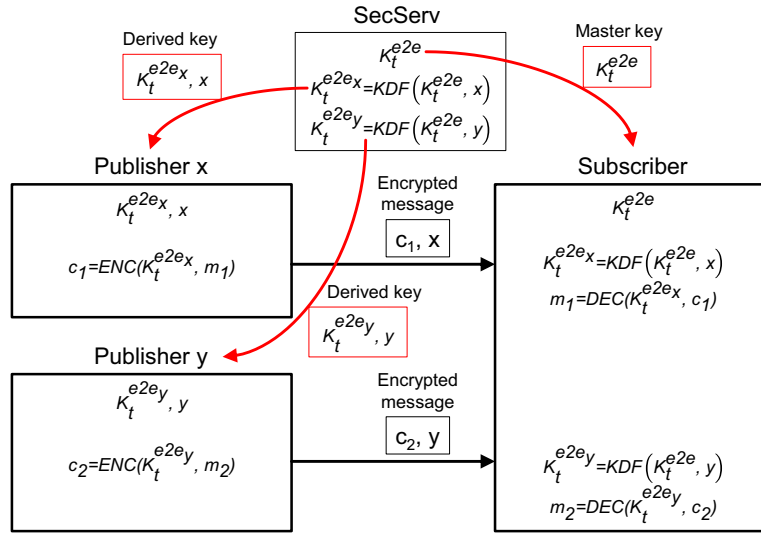 SecServ
Derived key
K_t^{e2e_x}, x
K_t^{e2e}
K_t^{e2e_x}=KDF(K_t^{e2e}, x)
K_t^{e2e_y}=KDF(K_t^{e2e}, y)
Master key
K_t^{e2e}
Publisher x
K_t^{e2e_x}, x
c_1=ENC(K_t^{e2e_x}, m_1)
Encrypted
message
c_1, x
Subscriber
K_t^{e2e}
K_t^{e2e_x}=KDF(K_t^{e2e}, x)
m_1=DEC(K_t^{e2e_x}, c_1)
Derived key
K_t^{e2e_y}, y
Publisher y
K_t^{e2e_y}, y
c_2=ENC(K_t^{e2e_y}, m_2)
Encrypted
message
c_2, y
K_t^{e2e_y}=KDF(K_t^{e2e}, y)
m_2=DEC(K_t^{e2e_y}, c_2)